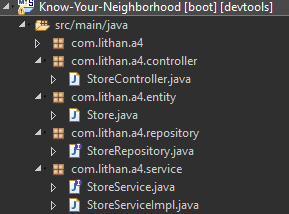 Know-Your-Neighborhood [boot] [devtools]
src/main/java
com.lithan.a4
com.lithan.a4.controller
StoreController.java
com.lithan.a4.entity
Store.java
com.lithan.a4.repository
StoreRepository.java
com.lithan.a4.service
StoreService.java
StoreServiceImpl.java